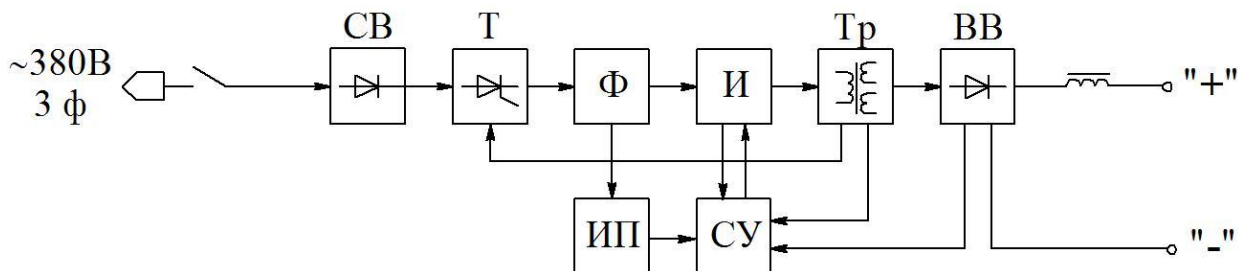 СВ Т Тр ВВ
~380В
3 ф
Ф И
"+"
ИП СУ
"-"